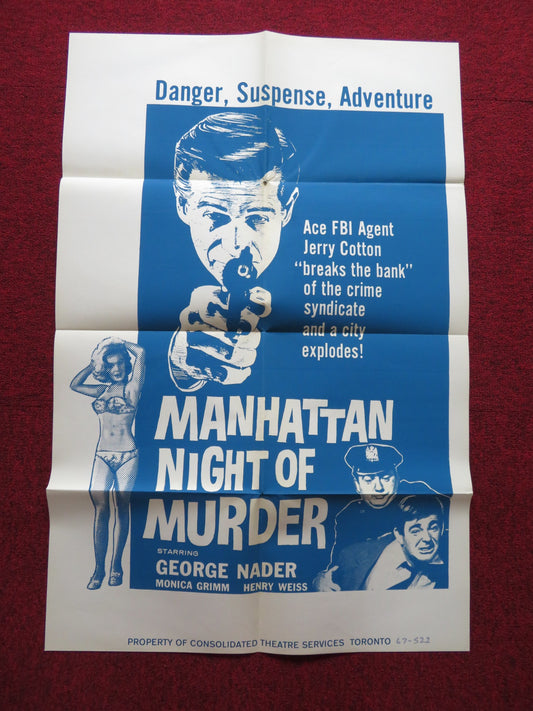 Danger, Suspense, Adventure
Ace FBI Agent
Jerry Cotton
"breaks the bank"
of the crime
syndicate
and a city
explodes!
MANHATTAN
NIGHT OF
MURDER
STARRING
GEORGE NADER
MONICA GRIMM HENRY WEISS
PROPERTY OF CONSOLIDATED THEATRE SERVICES TORONTO 67-522